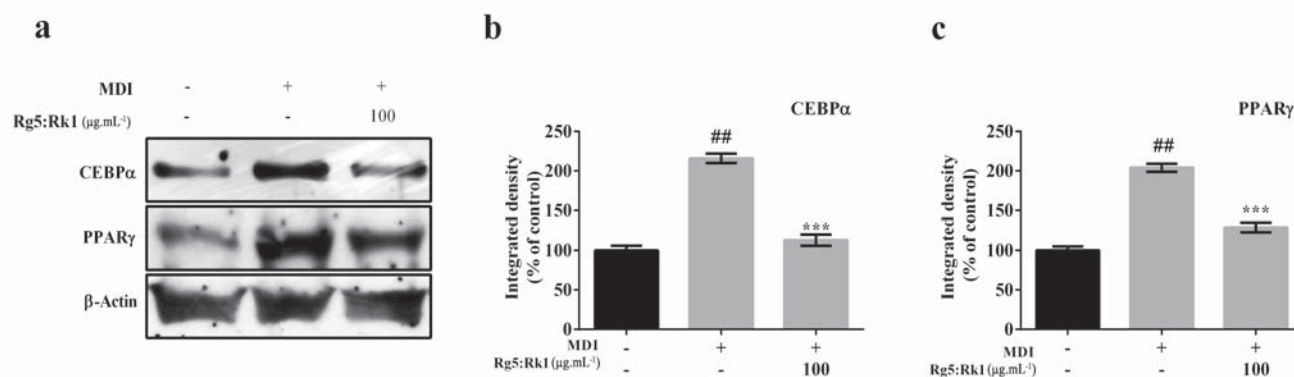 a
MDI - + +
Rg5:Rk1 (µg.mL⁻¹) - - 100
CEBPα
PPARγ
β-Actin
b
CEBPα
Integrated density
(% of control)
250
200
150
100
50
0
##
***
MDI - + +
Rg5:Rk1 (µg.mL⁻¹) - - 100
c
PPARγ
Integrated density
(% of control)
250
200
150
100
50
0
##
***
MDI - + +
Rg5:Rk1 (µg.mL⁻¹) - - 100